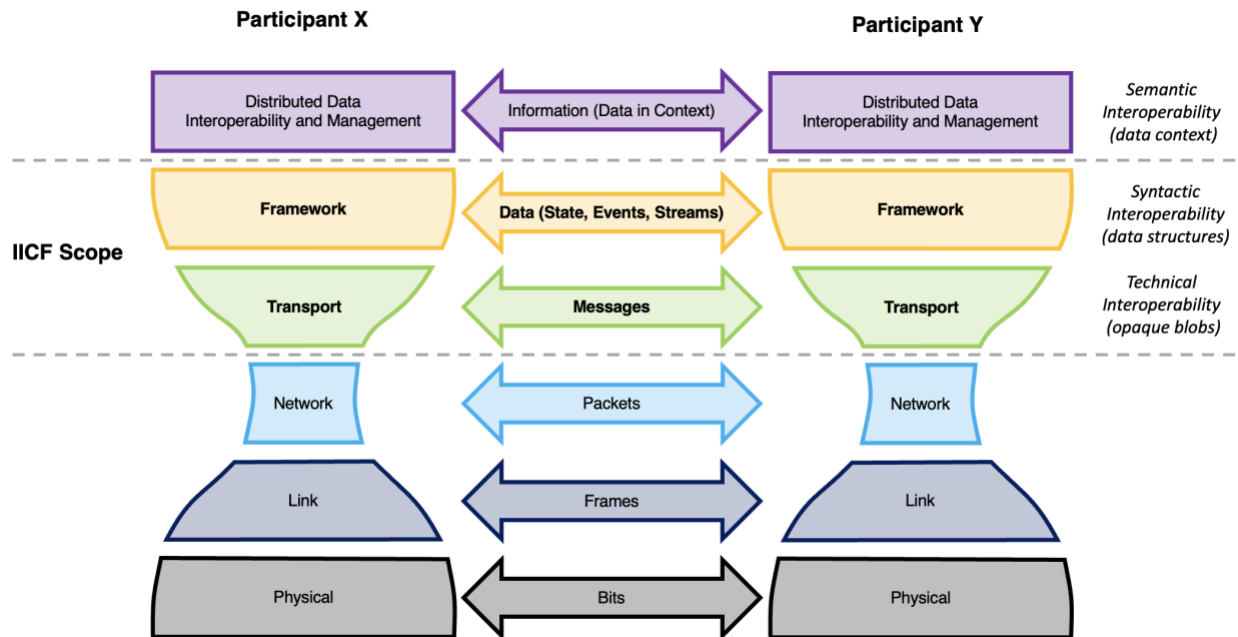 Participant X
Participant Y
Distributed Data
Interoperability and Management
Information (Data in Context)
Distributed Data
Interoperability and Management
Semantic
Interoperability
(data context)
IICF Scope
Framework
Data (State, Events, Streams)
Framework
Syntactic
Interoperability
(data structures)
Transport
Messages
Transport
Technical
Interoperability
(opaque blobs)
Network
Packets
Network
Link
Frames
Link
Physical
Bits
Physical